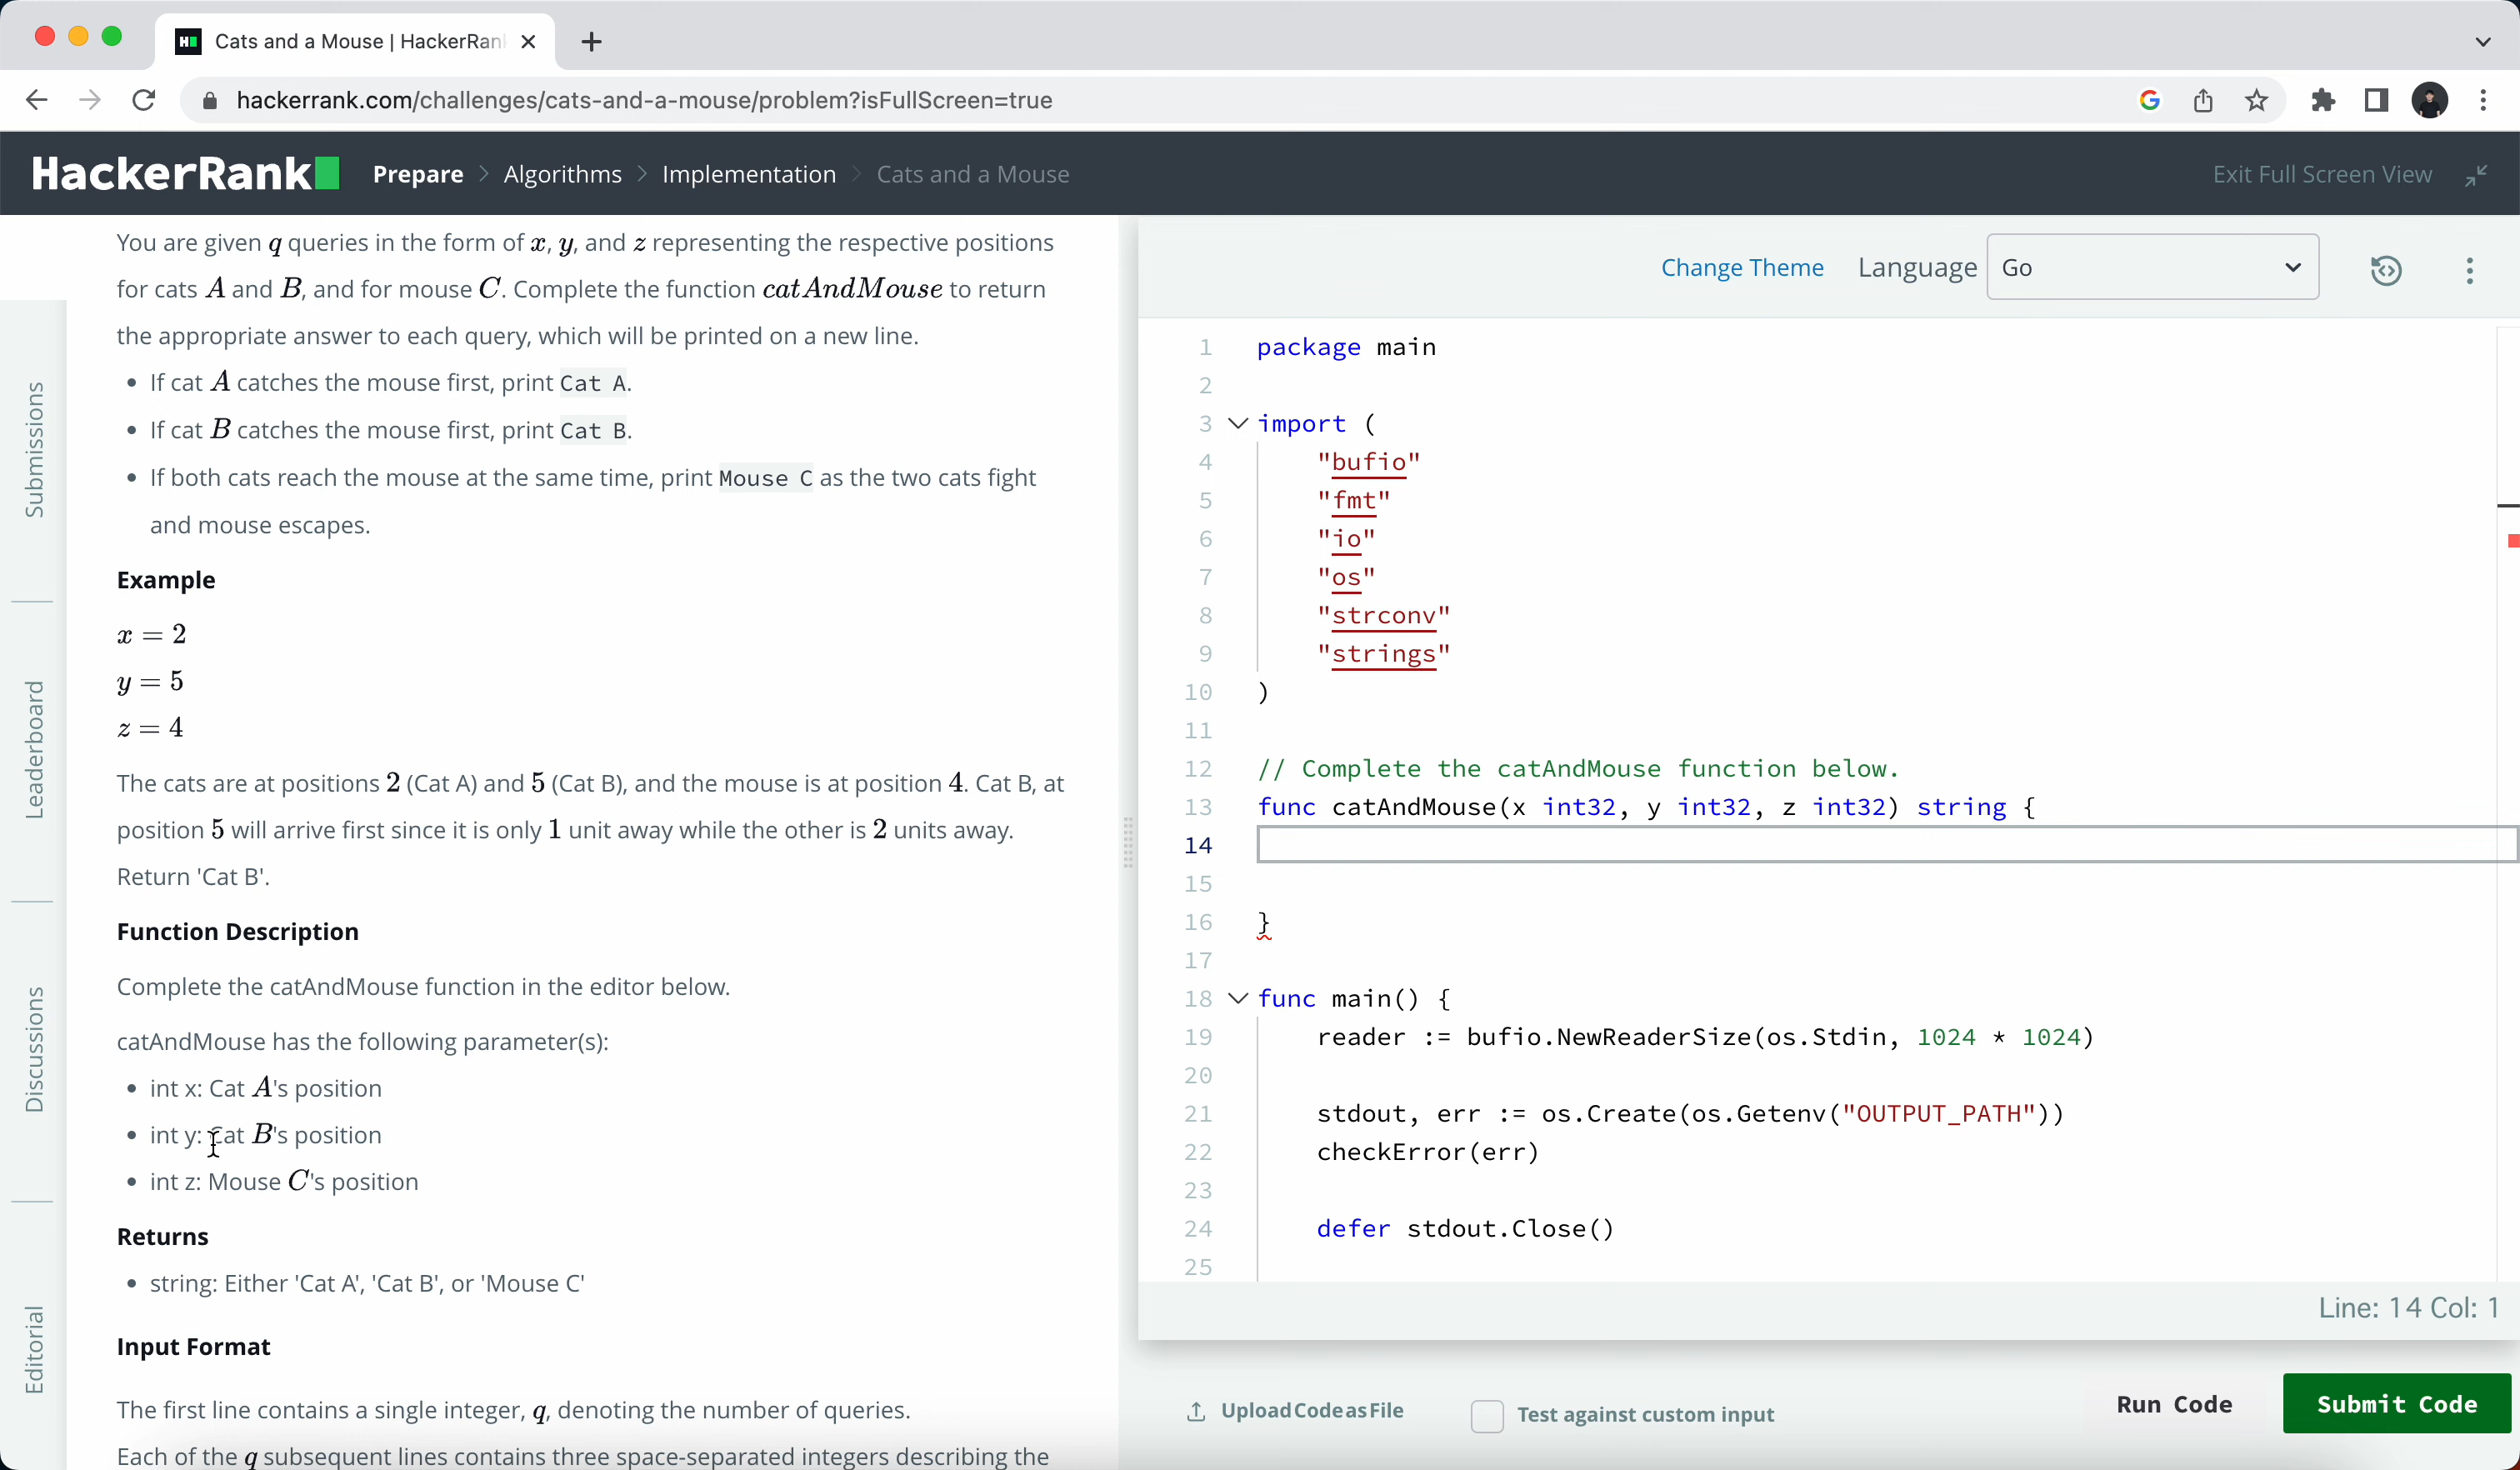 Cats and a Mouse | HackerRan
hackerrank.com/challenges/cats-and-a-mouse/problem?isFullScreen=true
HackerRank Prepare > Algorithms > Implementation > Cats and a Mouse Exit Full Screen View
Submissions
Leaderboard
Discussions
Editorial
You are given q queries in the form of x, y, and z representing the respective positions
for cats A and B, and for mouse C. Complete the function catAndMouse to return
the appropriate answer to each query, which will be printed on a new line.
• If cat A catches the mouse first, print Cat A.
• If cat B catches the mouse first, print Cat B.
• If both cats reach the mouse at the same time, print Mouse C as the two cats fight
and mouse escapes.
Example
x = 2
y = 5
z = 4
The cats are at positions 2 (Cat A) and 5 (Cat B), and the mouse is at position 4. Cat B, at
position 5 will arrive first since it is only 1 unit away while the other is 2 units away.
Return 'Cat B'.
Function Description
Complete the catAndMouse function in the editor below.
catAndMouse has the following parameter(s):
• int x: Cat A's position
• int y: Cat B's position
• int z: Mouse C's position
Returns
• string: Either 'Cat A', 'Cat B', or 'Mouse C'
Input Format
The first line contains a single integer, q, denoting the number of queries.
Each of the q subsequent lines contains three space-separated integers describing the
Change Theme Language Go
1 package main
2
3 import (
4 "bufio"
5 "fmt"
6 "io"
7 "os"
8 "strconv"
9 "strings"
10 )
11
12 // Complete the catAndMouse function below.
13 func catAndMouse(x int32, y int32, z int32) string {
14
15
16 }
17
18 func main() {
19 reader := bufio.NewReaderSize(os.Stdin, 1024 * 1024)
20
21 stdout, err := os.Create(os.Getenv("OUTPUT_PATH"))
22 checkError(err)
23
24 defer stdout.Close()
25
Line: 14 Col: 1
Upload Code as File Test against custom input Run Code Submit Code